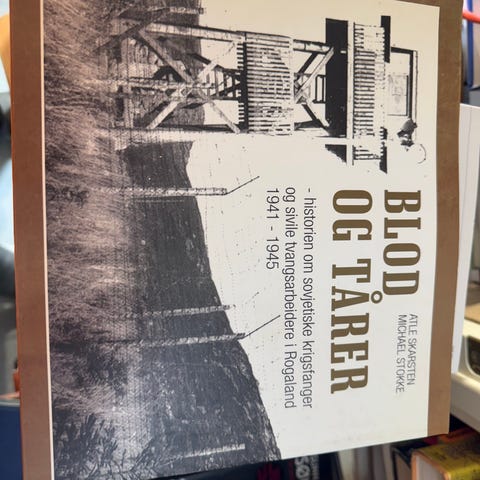 ATLE SKARSTEN
MICHAEL STOKKE
BLOD
OG TÅRER
- historien om sovjetiske krigsfanger
og sivile tvangsarbeidere i Rogaland
1941 - 1945